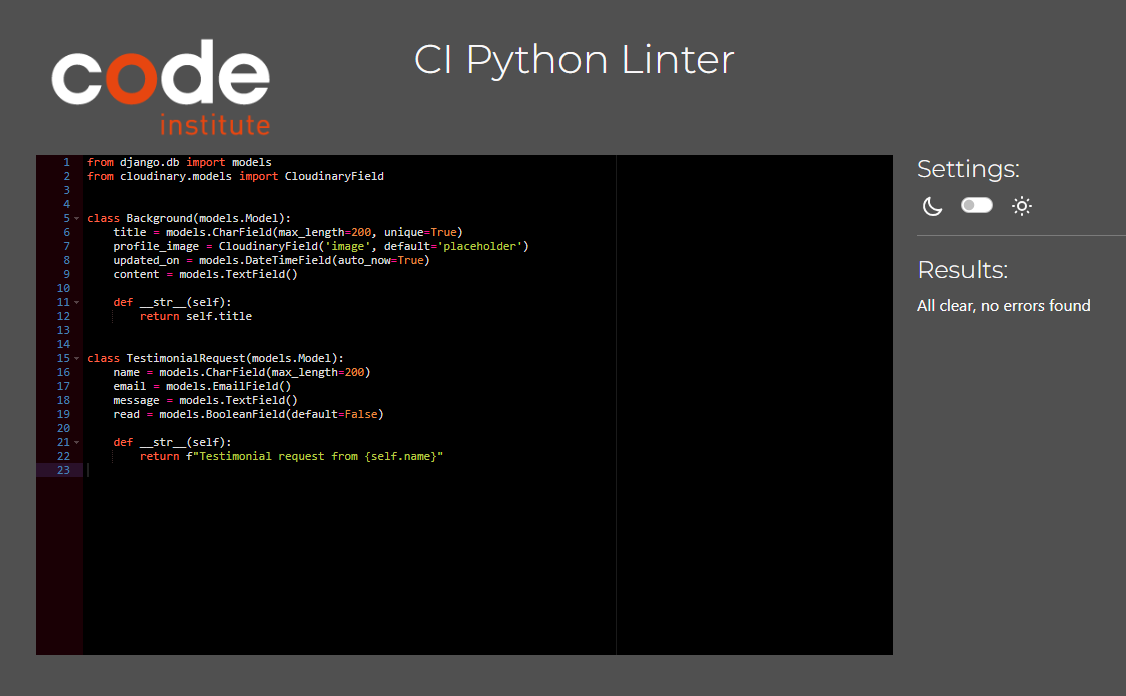 code
institute
CI Python Linter
1 from django.db import models
2 from cloudinary.models import CloudinaryField
3
4
5 class Background(models.Model):
6     title = models.CharField(max_length=200, unique=True)
7     profile_image = CloudinaryField('image', default='placeholder')
8     updated_on = models.DateTimeField(auto_now=True)
9     content = models.TextField()
10
11     def __str__(self):
12         return self.title
13
14
15 class TestimonialRequest(models.Model):
16     name = models.CharField(max_length=200)
17     email = models.EmailField()
18     message = models.TextField()
19     read = models.BooleanField(default=False)
20
21     def __str__(self):
22         return f"Testimonial request from {self.name}"
23
Settings:
Results:
All clear, no errors found